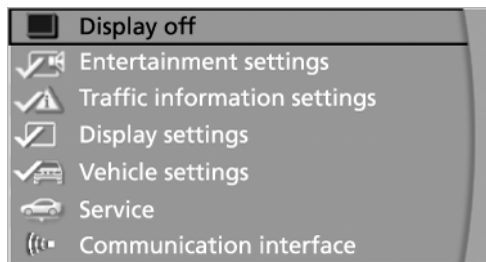 Display off
Entertainment settings
Traffic information settings
Display settings
Vehicle settings
Service
Communication interface